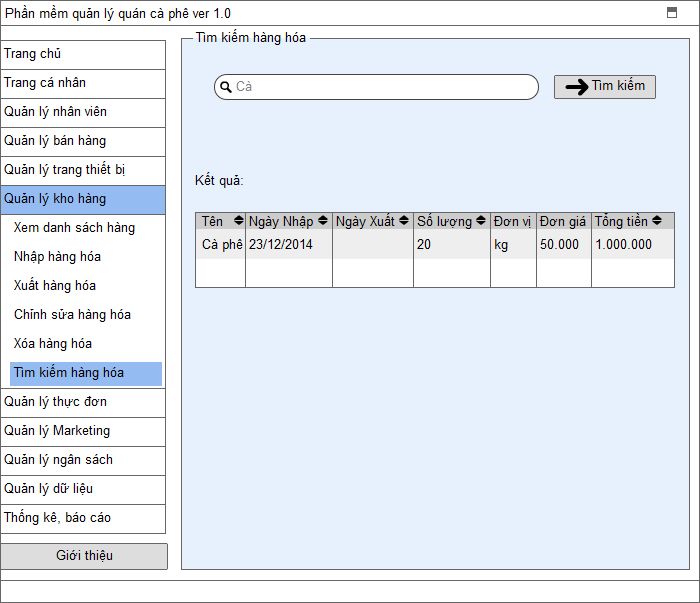 Phần mềm quản lý quán cà phê ver 1.0
Trang chủ
Trang cá nhân
Quản lý nhân viên
Quản lý bán hàng
Quản lý trang thiết bị
Quản lý kho hàng
Xem danh sách hàng
Nhập hàng hóa
Xuất hàng hóa
Chỉnh sửa hàng hóa
Xóa hàng hóa
Tìm kiếm hàng hóa
Quản lý thực đơn
Quản lý Marketing
Quản lý ngân sách
Quản lý dữ liệu
Thống kê, báo cáo
Giới thiệu
Tìm kiếm hàng hóa
Cà
Tìm kiếm
Kết quả:
Tên Ngày Nhập Ngày Xuất Số lượng Đơn vị Đơn giá Tổng tiền
Cà phê 23/12/2014 20 kg 50.000 1.000.000